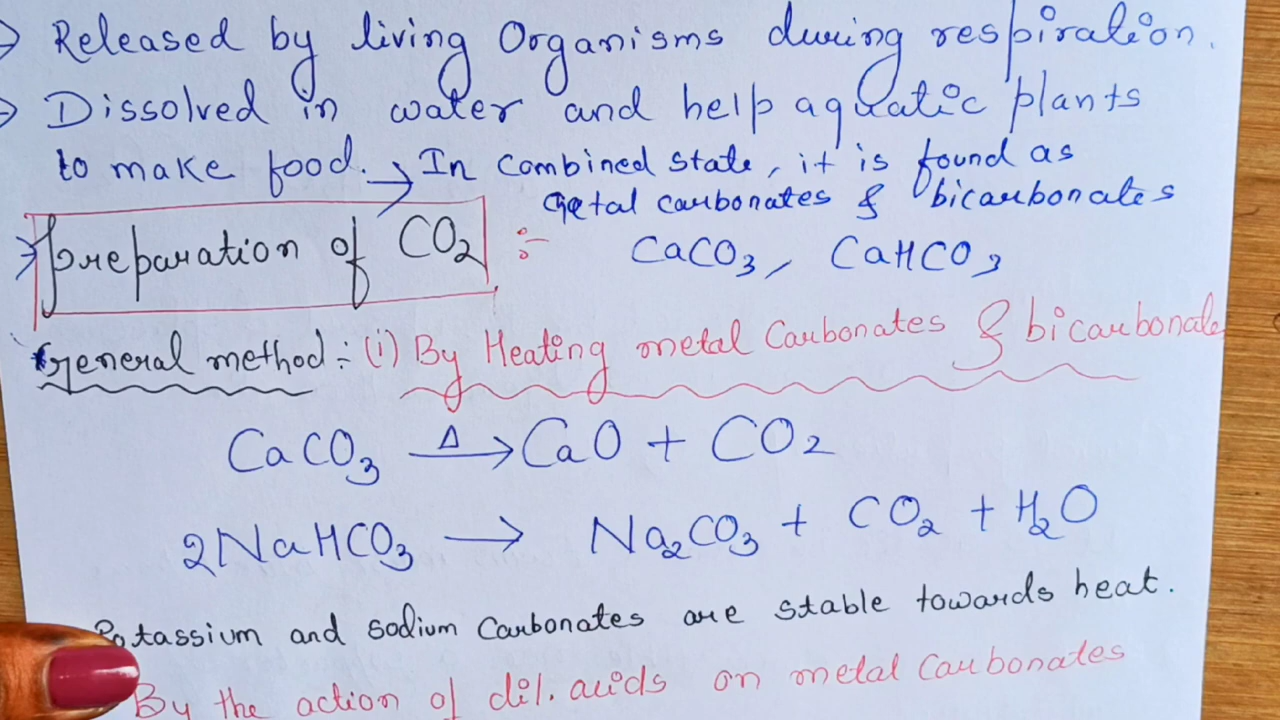 → Released by living Organisms during respiration.
→ Dissolved in water and help aquatic plants
to make food. → In Combined state, it is found as
metal carbonates & bicarbonates
CaCO₃, CaHCO₃
→ Preparation of CO₂ :-
General method :- (i) By Heating metal Carbonates & bicarbonate
CaCO₃ —Δ→ CaO + CO₂
2NaHCO₃ → Na₂CO₃ + CO₂ + H₂O
Potassium and sodium Carbonates are stable towards heat.
By the action of dil. acids on metal Carbonates